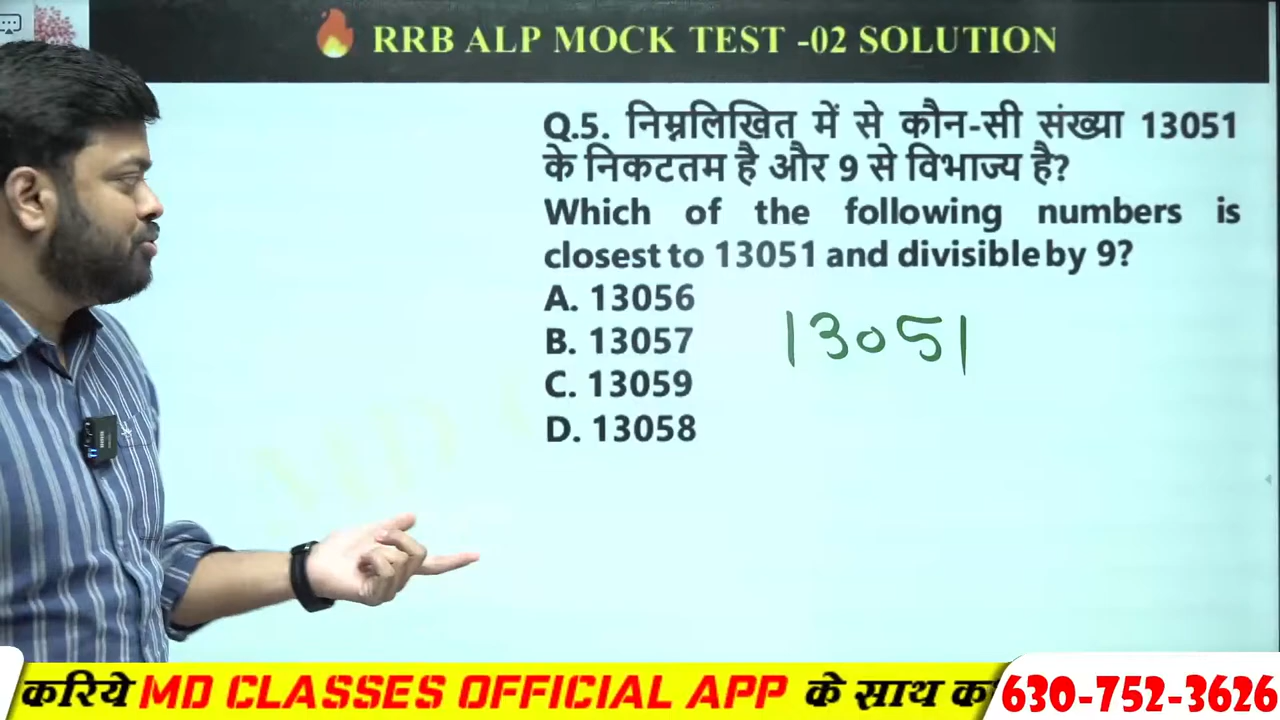 RRB ALP MOCK TEST -02 SOLUTION
Q.5. निम्नलिखित में से कौन-सी संख्या 13051
के निकटतम है और 9 से विभाज्य है?
Which of the following numbers is
closest to 13051 and divisible by 9?
A. 13056
B. 13057
C. 13059
D. 13058
13051
करिये MD CLASSES OFFICIAL APP के साथ
630-752-3626